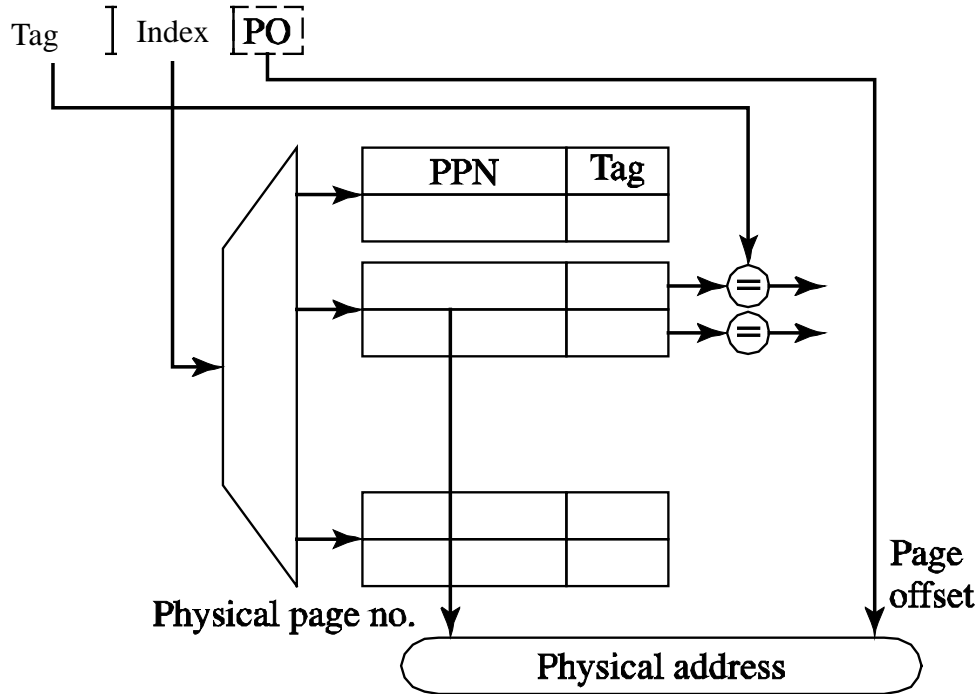 Tag ] Index [PO]
PPN Tag
=
=
Page
offset
Physical page no.
Physical address